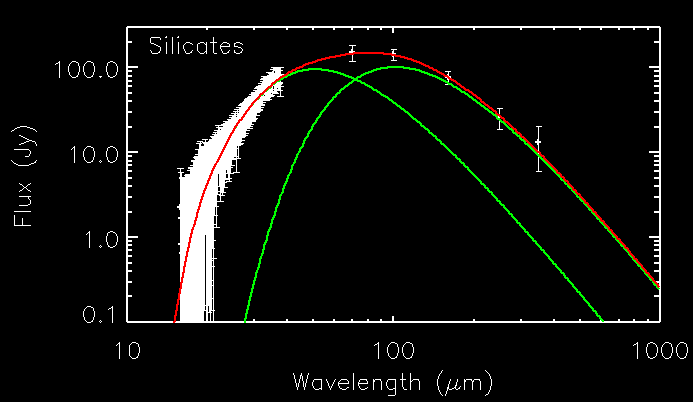 Silicates
100.0
10.0
1.0
0.1
Flux (Jy)
10 100 1000
Wavelength (μm)